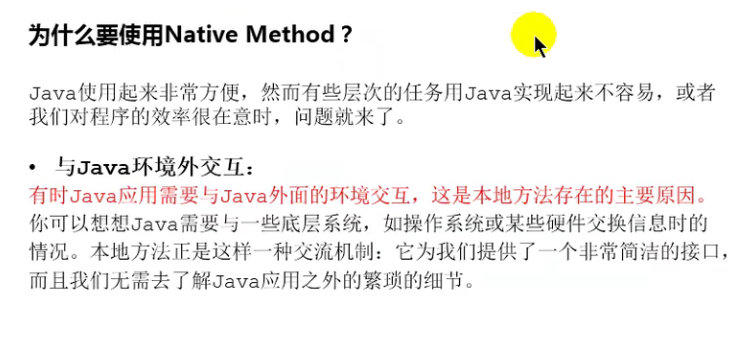 为什么要使用Native Method？
Java使用起来非常方便，然而有些层次的任务用Java实现起来不容易，或者
我们对程序的效率很在意时，问题就来了。
• 与Java环境外交互：
有时Java应用需要与Java外面的环境交互，这是本地方法存在的主要原因。
你可以想想Java需要与一些底层系统，如操作系统或某些硬件交换信息时的
情况。本地方法正是这样一种交流机制：它为我们提供了一个非常简洁的接口，
而且我们无需去了解Java应用之外的繁琐的细节。